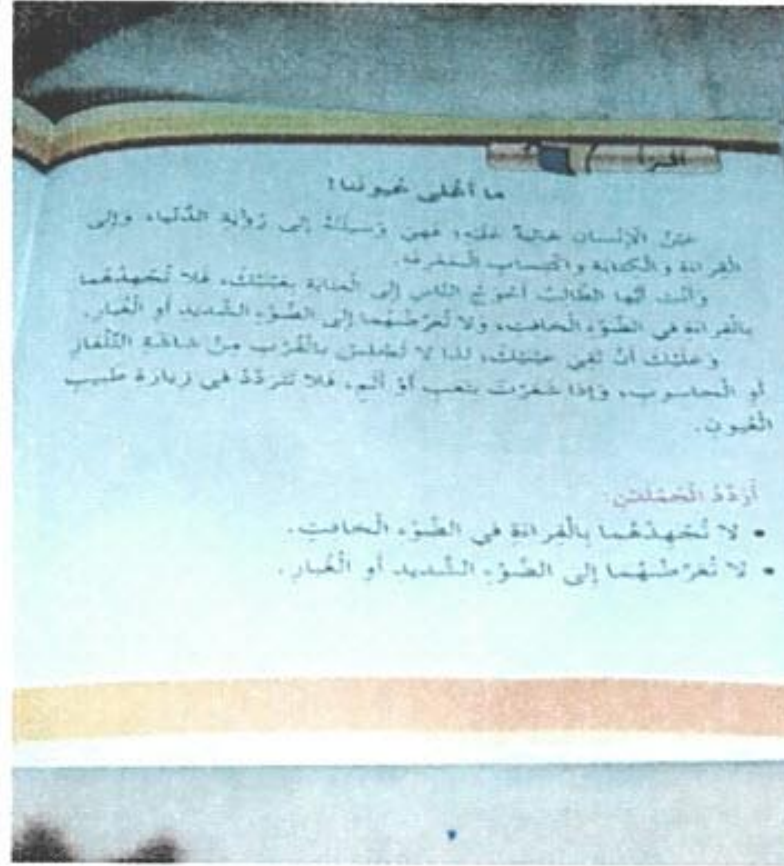 أقرأ
ما أغلى عيوننا!
عين الإنسان غالية عليه، فهي وسيلته إلى رؤية الدنيا، وإلى
القراءة والكتابة واكتساب المعرفة.
وأنت أيها الطالب أحوج الناس إلى العناية بعينيك، فلا تجهدهما
بالقراءة في الضوء الخافت، ولا تعرضهما إلى الضوء الشديد أو الغبار.
وعليك أن تقي عينيك، لذا لا تجلس بالقرب من شاشة التلفاز
أو الحاسوب، وإذا شعرت بتعب أو ألم، فلا تتردد في زيارة طبيب
العيون.
أردد الجملتين:
• لا تجهدهما بالقراءة في الضوء الخافت.
• لا تعرضهما إلى الضوء الشديد أو الغبار.